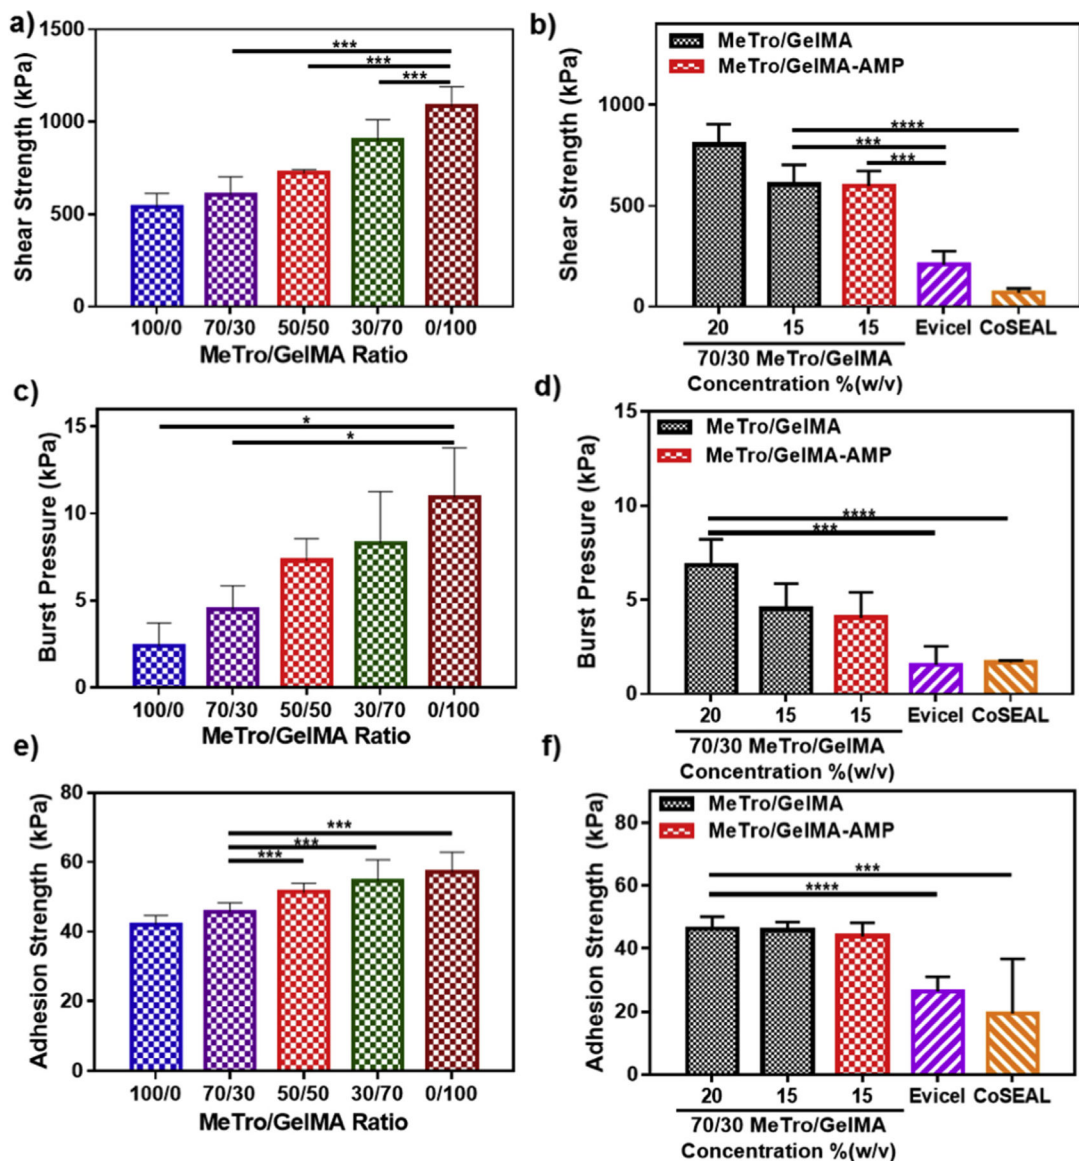 a)
Shear Strength (kPa)
1500
1000
500
0
***
***
***
100/0 70/30 50/50 30/70 0/100
MeTro/GelMA Ratio
b)
Shear Strength (kPa)
1000
500
0
MeTro/GelMA
MeTro/GelMA-AMP
****
***
***
20 15 15 Evicel CoSEAL
70/30 MeTro/GelMA
Concentration %(w/v)
c)
Burst Pressure (kPa)
15
10
5
0
*
*
100/0 70/30 50/50 30/70 0/100
MeTro/GelMA Ratio
d)
Burst Pressure (kPa)
15
10
5
0
MeTro/GelMA
MeTro/GelMA-AMP
****
***
20 15 15 Evicel CoSEAL
70/30 MeTro/GelMA
Concentration %(w/v)
e)
Adhesion Strength (kPa)
80
60
40
20
0
***
***
***
100/0 70/30 50/50 30/70 0/100
MeTro/GelMA Ratio
f)
Adhesion Strength (kPa)
80
60
40
20
0
MeTro/GelMA
MeTro/GelMA-AMP
***
****
20 15 15 Evicel CoSEAL
70/30 MeTro/GelMA
Concentration %(w/v)